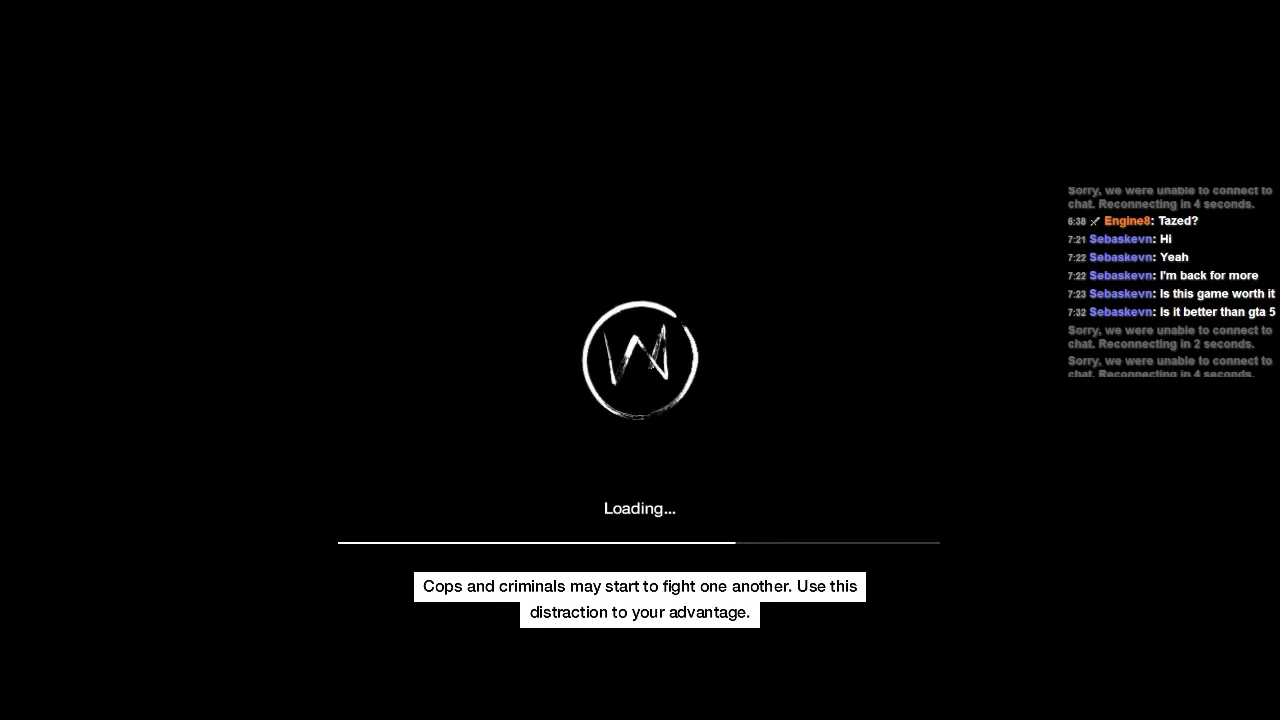 Sorry, we were unable to connect to
chat. Reconnecting in 4 seconds.
6:38 Engine8: Tazed?
7:21 Sebaskevn: Hi
7:22 Sebaskevn: Yeah
7:22 Sebaskevn: I'm back for more
7:23 Sebaskevn: Is this game worth it
7:32 Sebaskevn: Is it better than gta 5
Sorry, we were unable to connect to
chat. Reconnecting in 2 seconds.
Sorry, we were unable to connect to
chat. Reconnecting in 4 seconds.
W
Loading...
Cops and criminals may start to fight one another. Use this
distraction to your advantage.